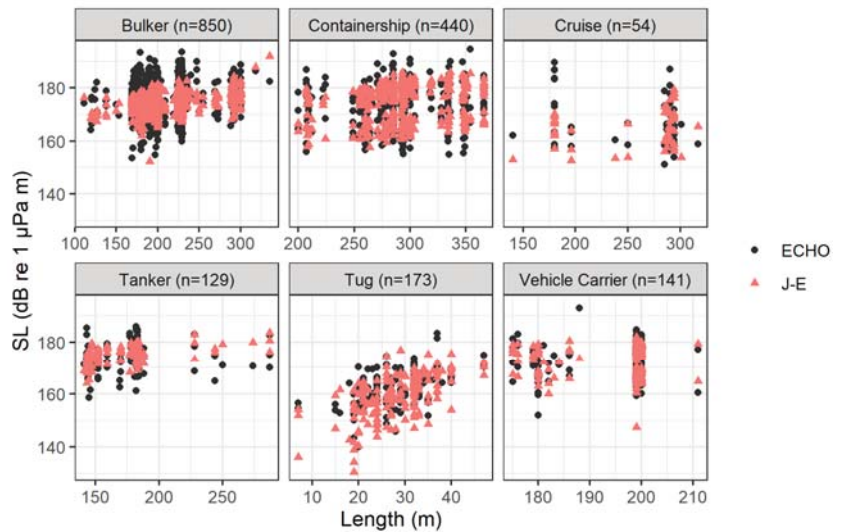 Bulker (n=850) Containership (n=440) Cruise (n=54)
180
160
140
100 150 200 250 300 200 250 300 350 150 200 250 300
SL (dB re 1 µPa m)
ECHO
J-E
Tanker (n=129) Tug (n=173) Vehicle Carrier (n=141)
180
160
140
150 200 250 10 20 30 40 180 190 200 210
Length (m)